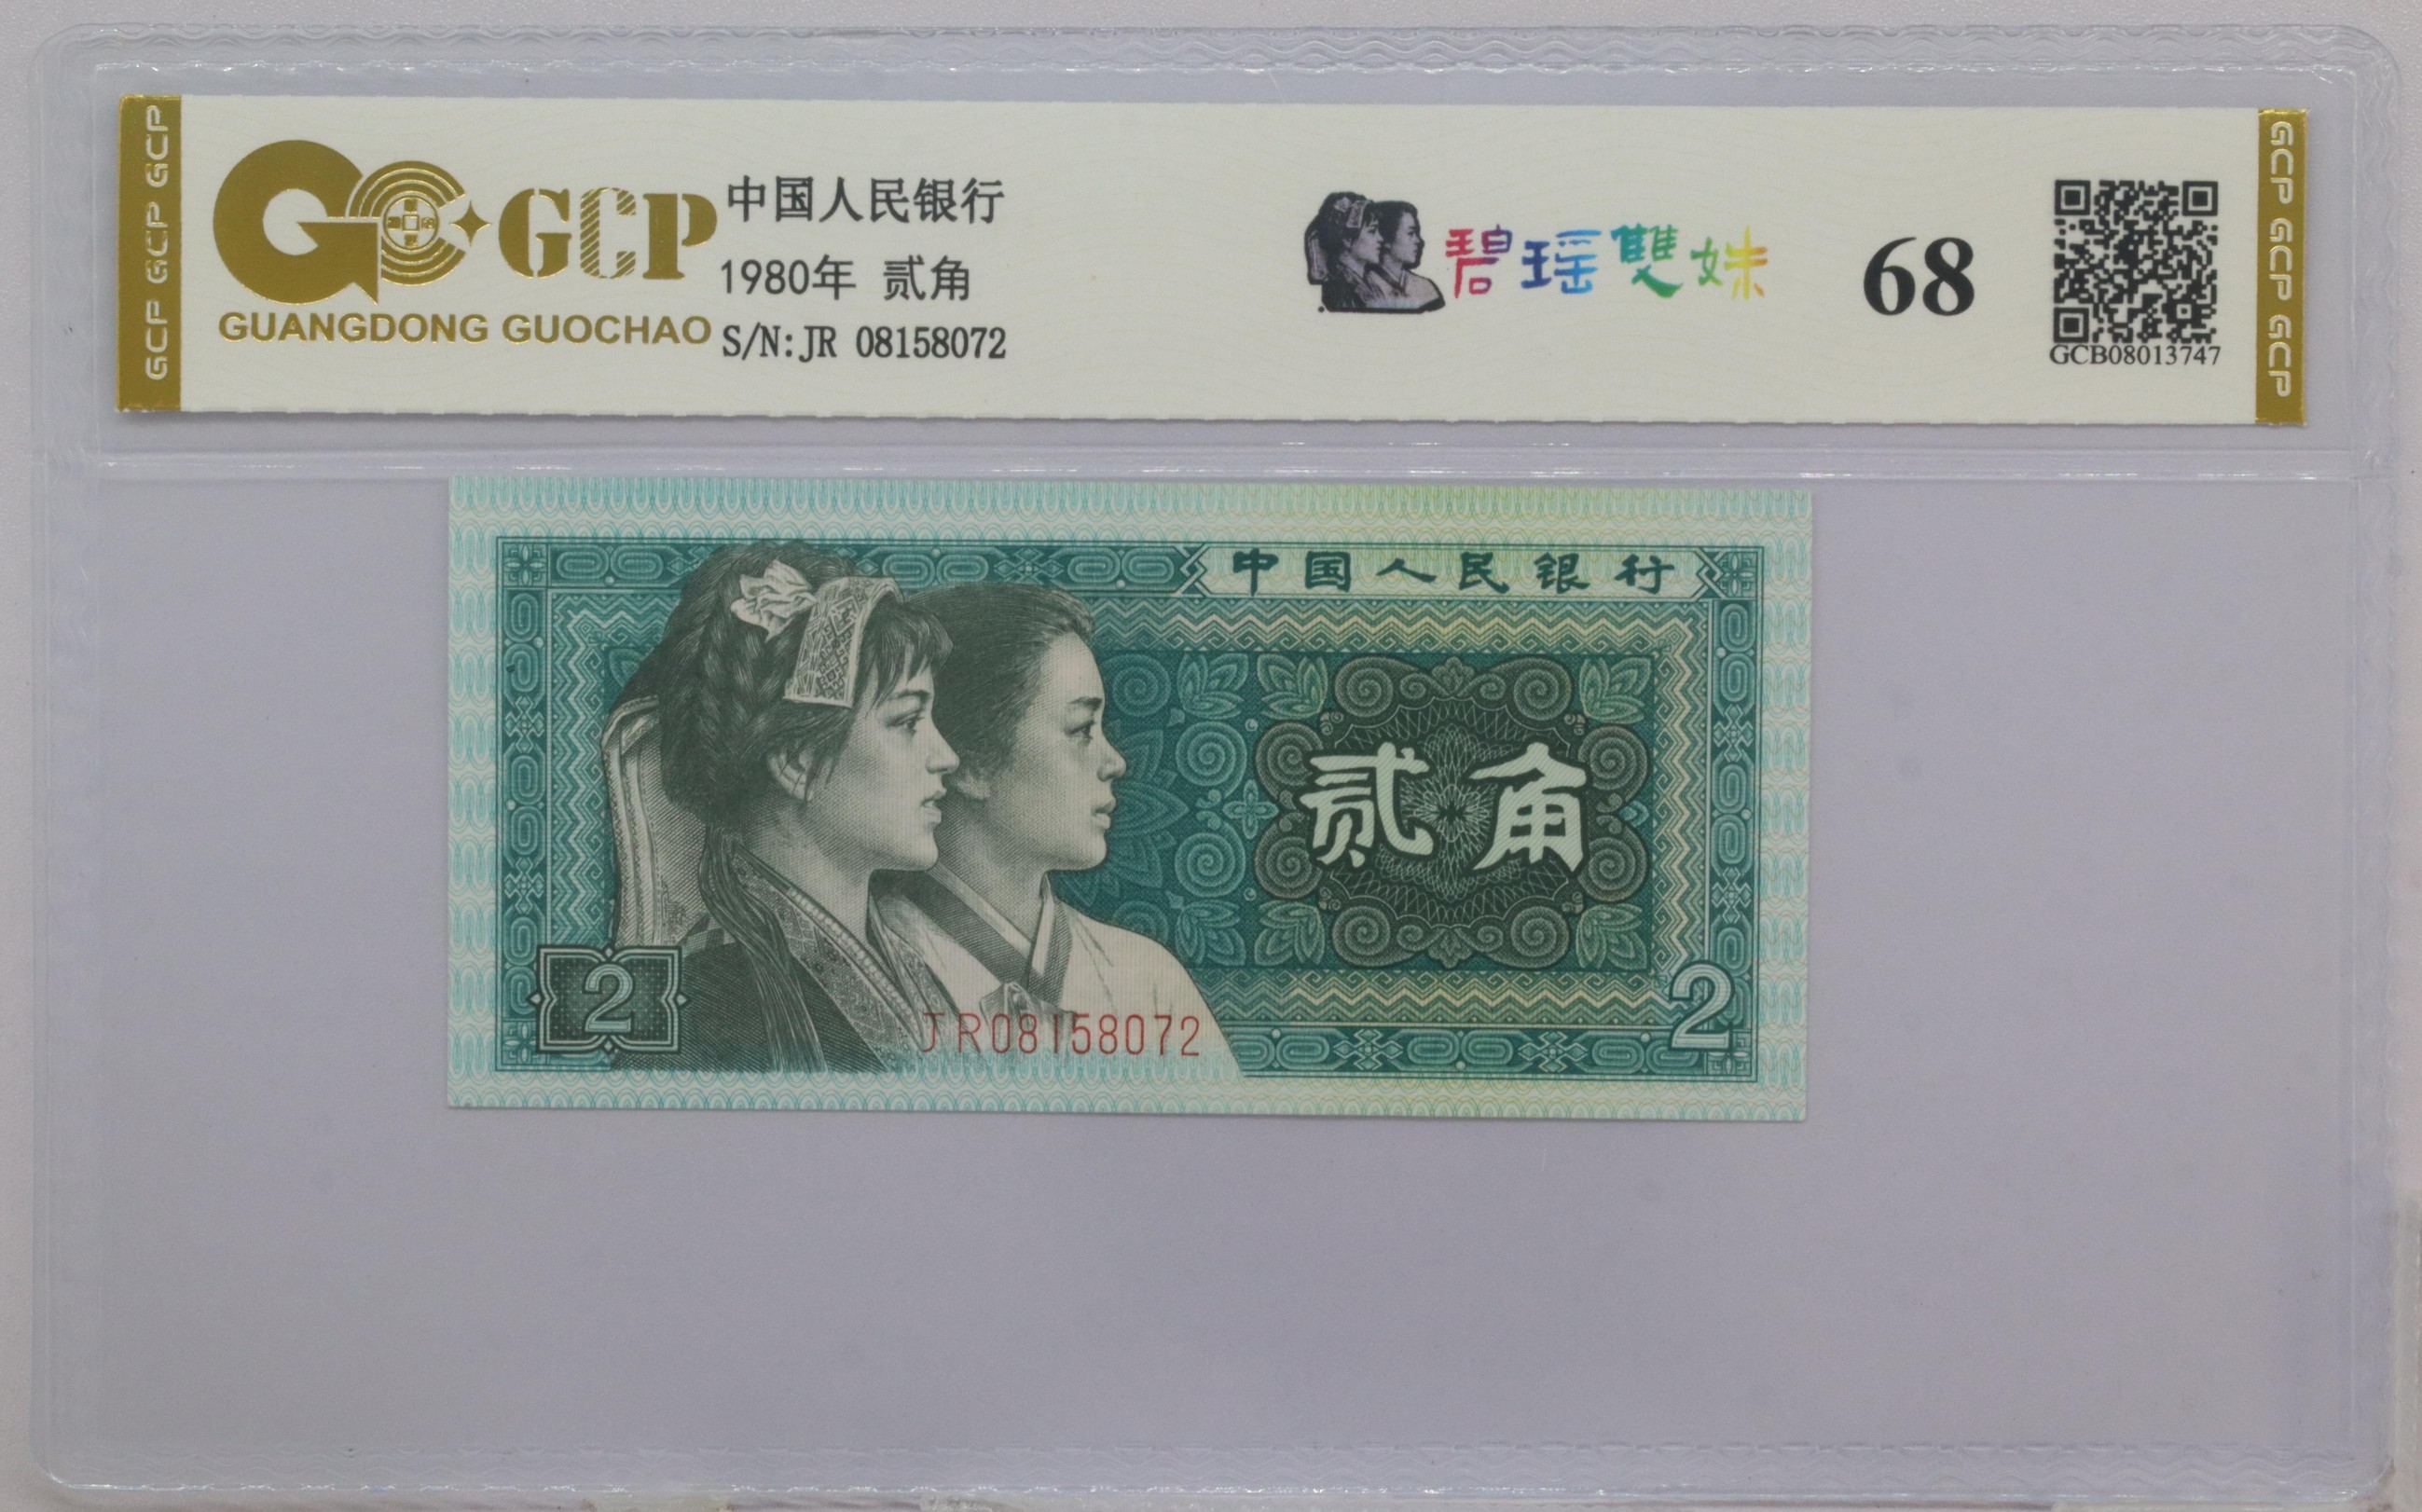 GCP GCP GCP
GCP
GUANGDONG GUOCHAO
中国人民银行
1980年 贰角
S/N:JR 08158072
碧瑶雙姝
68
GCB08013747
GCP GCP GCP
中国人民银行
贰角
2
JR08158072
2